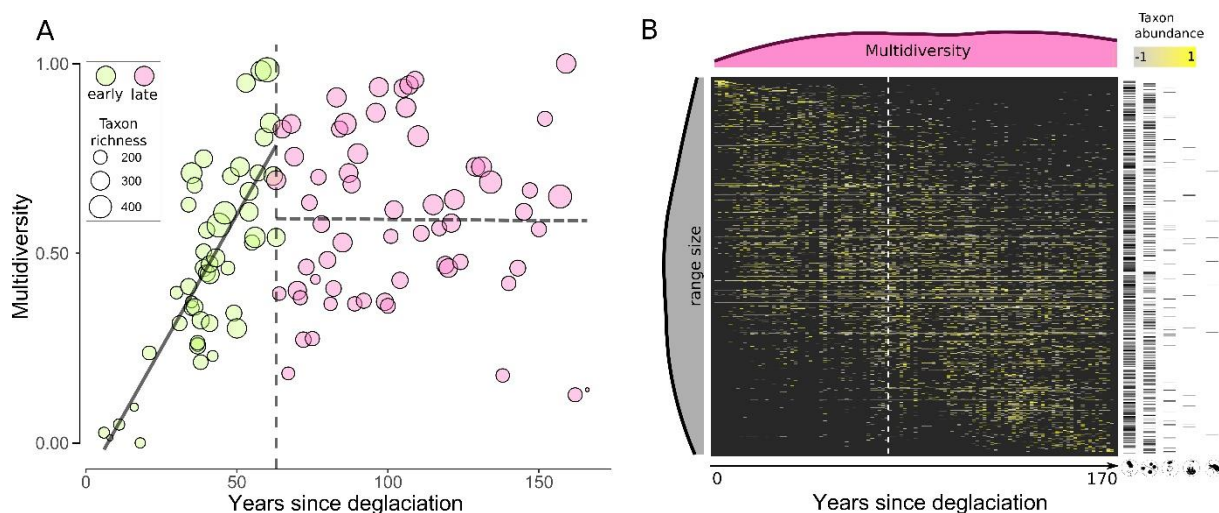 A
1.00
0.50
0.00
Multidiversity
early late
Taxon
richness
200
300
400
0 50 100 150
Years since deglaciation
B
Multidiversity
Taxon
abundance
-1 1
range size
0 170
Years since deglaciation